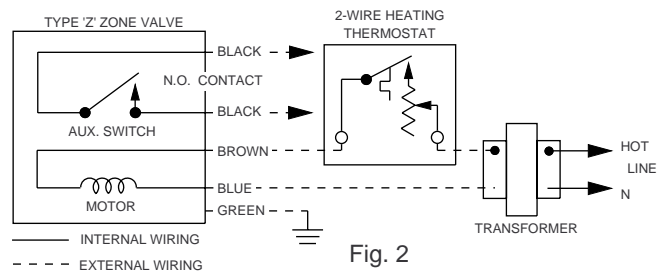 TYPE 'Z' ZONE VALVE
2-WIRE HEATING
THERMOSTAT
BLACK
N.O. CONTACT
BLACK
AUX. SWITCH
BROWN
HOT
LINE
BLUE
N
MOTOR
GREEN
TRANSFORMER
INTERNAL WIRING
Fig. 2
EXTERNAL WIRING